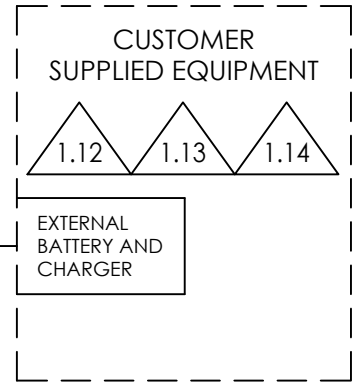 CUSTOMER
SUPPLIED EQUIPMENT
1.12 1.13 1.14
EXTERNAL
BATTERY AND
CHARGER